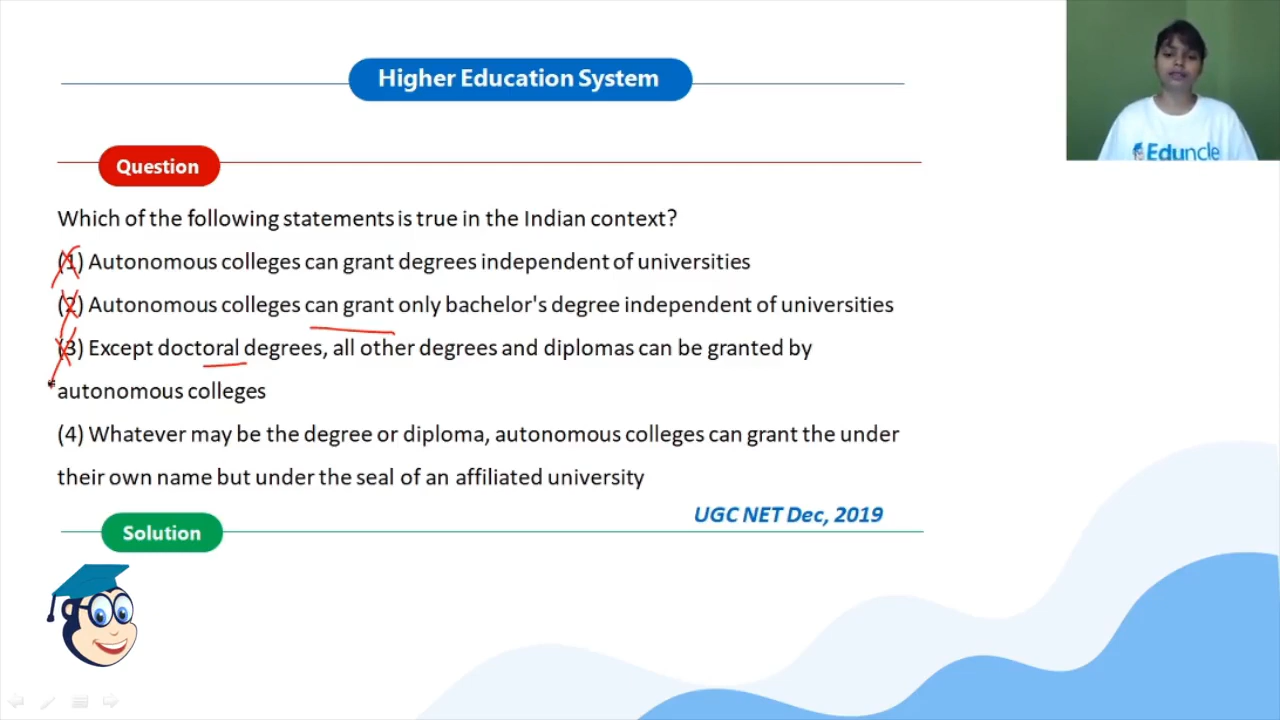 Higher Education System
Eduncle
Question
Which of the following statements is true in the Indian context?
(1) Autonomous colleges can grant degrees independent of universities
(2) Autonomous colleges can grant only bachelor's degree independent of universities
(3) Except doctoral degrees, all other degrees and diplomas can be granted by
autonomous colleges
(4) Whatever may be the degree or diploma, autonomous colleges can grant the under
their own name but under the seal of an affiliated university
UGC NET Dec, 2019
Solution